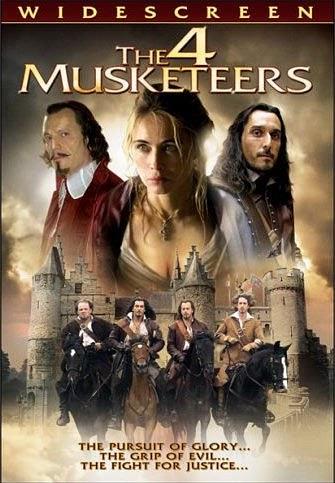 WIDESCREEN
THE 4
MUSKETEERS
THE PURSUIT OF GLORY...
THE GRIP OF EVIL...
THE FIGHT FOR JUSTICE...